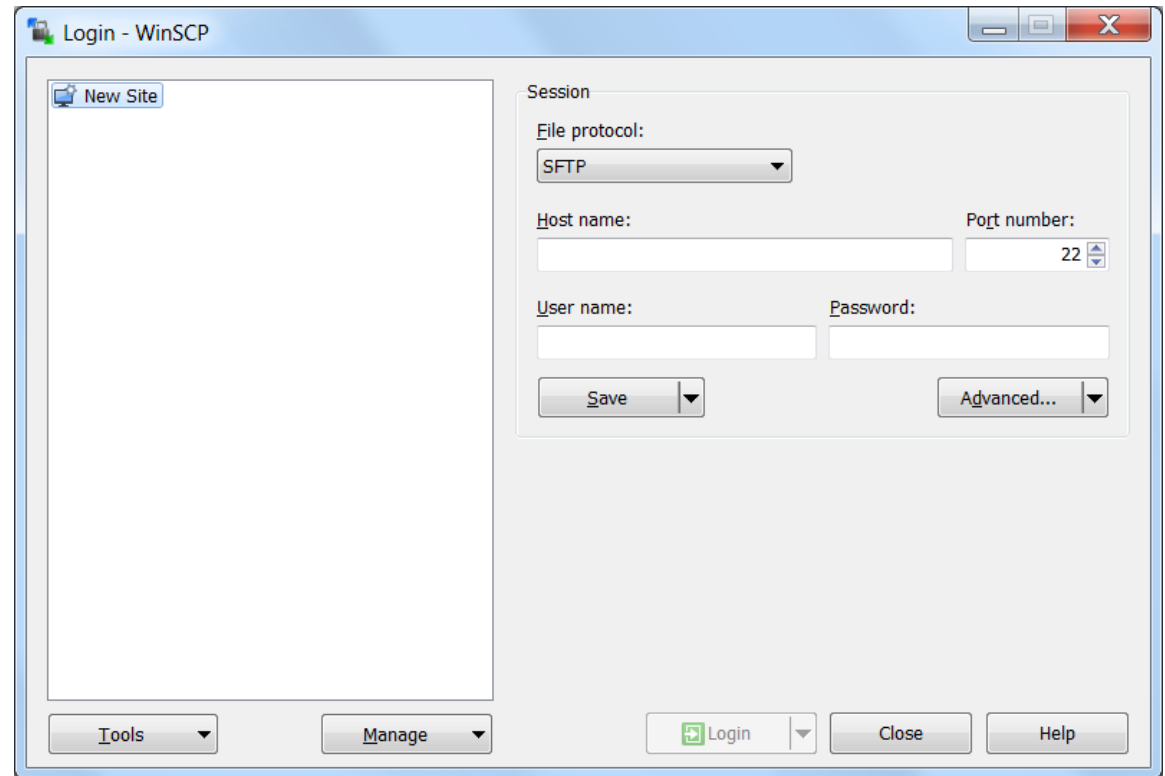 Login - WinSCP
New Site
Session
File protocol:
SFTP
Host name: Port number:
22
User name: Password:
Save Advanced...
Tools Manage Login Close Help